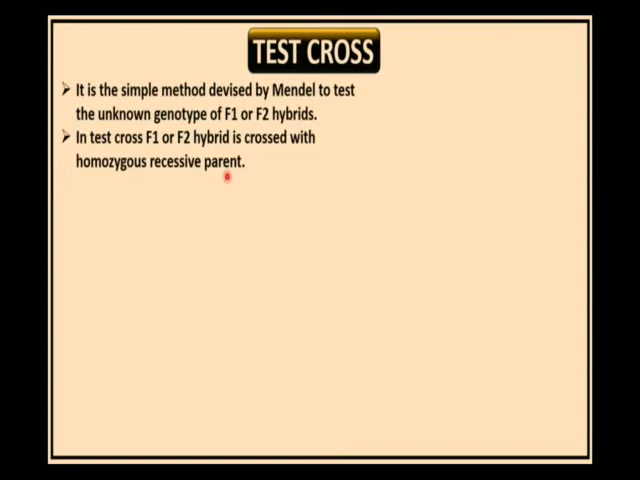 TEST CROSS
It is the simple method devised by Mendel to test
the unknown genotype of F1 or F2 hybrids.
In test cross F1 or F2 hybrid is crossed with
homozygous recessive parent.